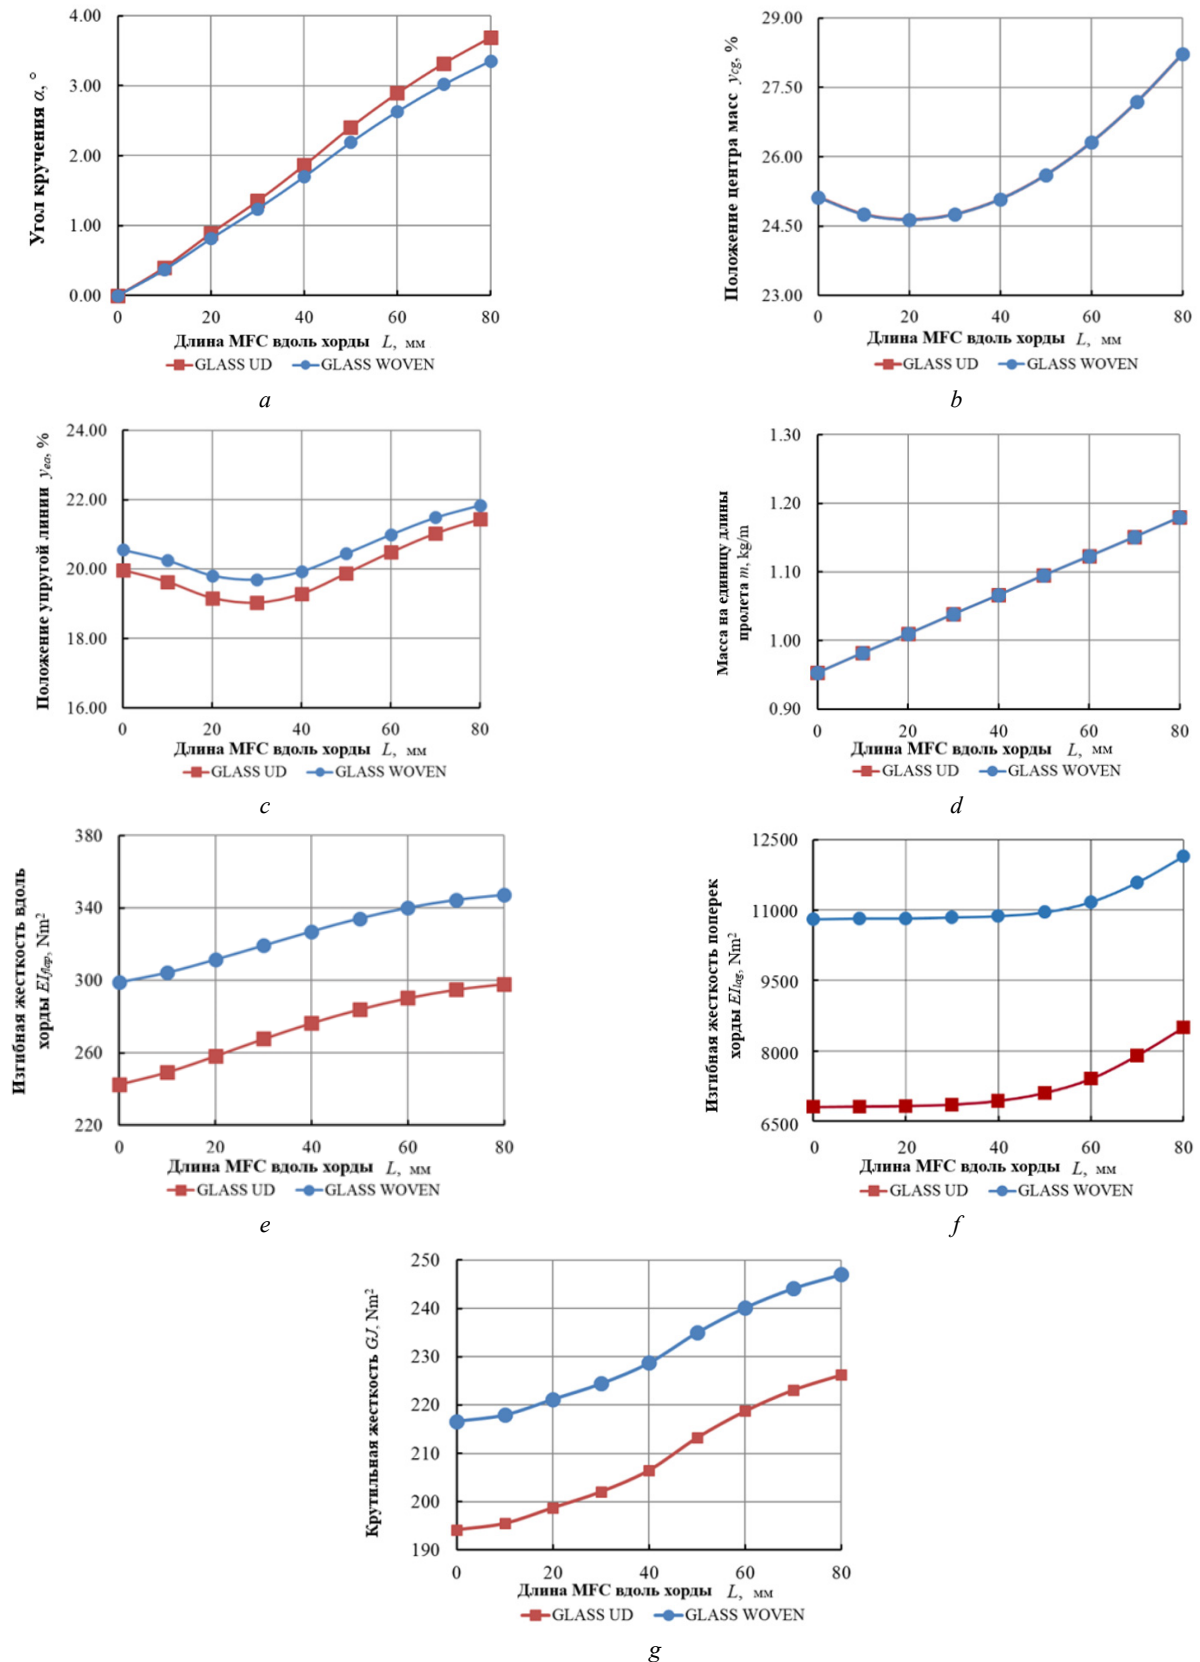 4.00
3.00
2.00
1.00
0.00
Угол кручения α,°
0 20 40 60 80
Длина MFC вдоль хорды L, мм
GLASS UD GLASS WOVEN
a
29.00
27.50
26.00
24.50
23.00
Положение центра масс ycg, %
0 20 40 60 80
Длина MFC вдоль хорды L, мм
GLASS UD GLASS WOVEN
b
24.00
22.00
20.00
18.00
16.00
Положение упругой линии yea, %
0 20 40 60 80
Длина MFC вдоль хорды L, мм
GLASS UD GLASS WOVEN
c
1.30
1.20
1.10
1.00
0.90
Масса на единицу длины
пролета m, kg/m
0 20 40 60 80
Длина MFC вдоль хорды L, мм
GLASS UD GLASS WOVEN
d
380
340
300
260
220
Изгибная жесткость вдоль
хорды EIflap, Nm²
0 20 40 60 80
Длина MFC вдоль хорды L, мм
GLASS UD GLASS WOVEN
e
12500
11000
9500
8000
6500
Изгибная жесткость поперек
хорды EIlag, Nm²
0 20 40 60 80
Длина MFC вдоль хорды L, мм
GLASS UD GLASS WOVEN
f
250
240
230
220
210
200
190
Крутильная жесткость GJ, Nm²
0 20 40 60 80
Длина MFC вдоль хорды L, мм
GLASS UD GLASS WOVEN
g